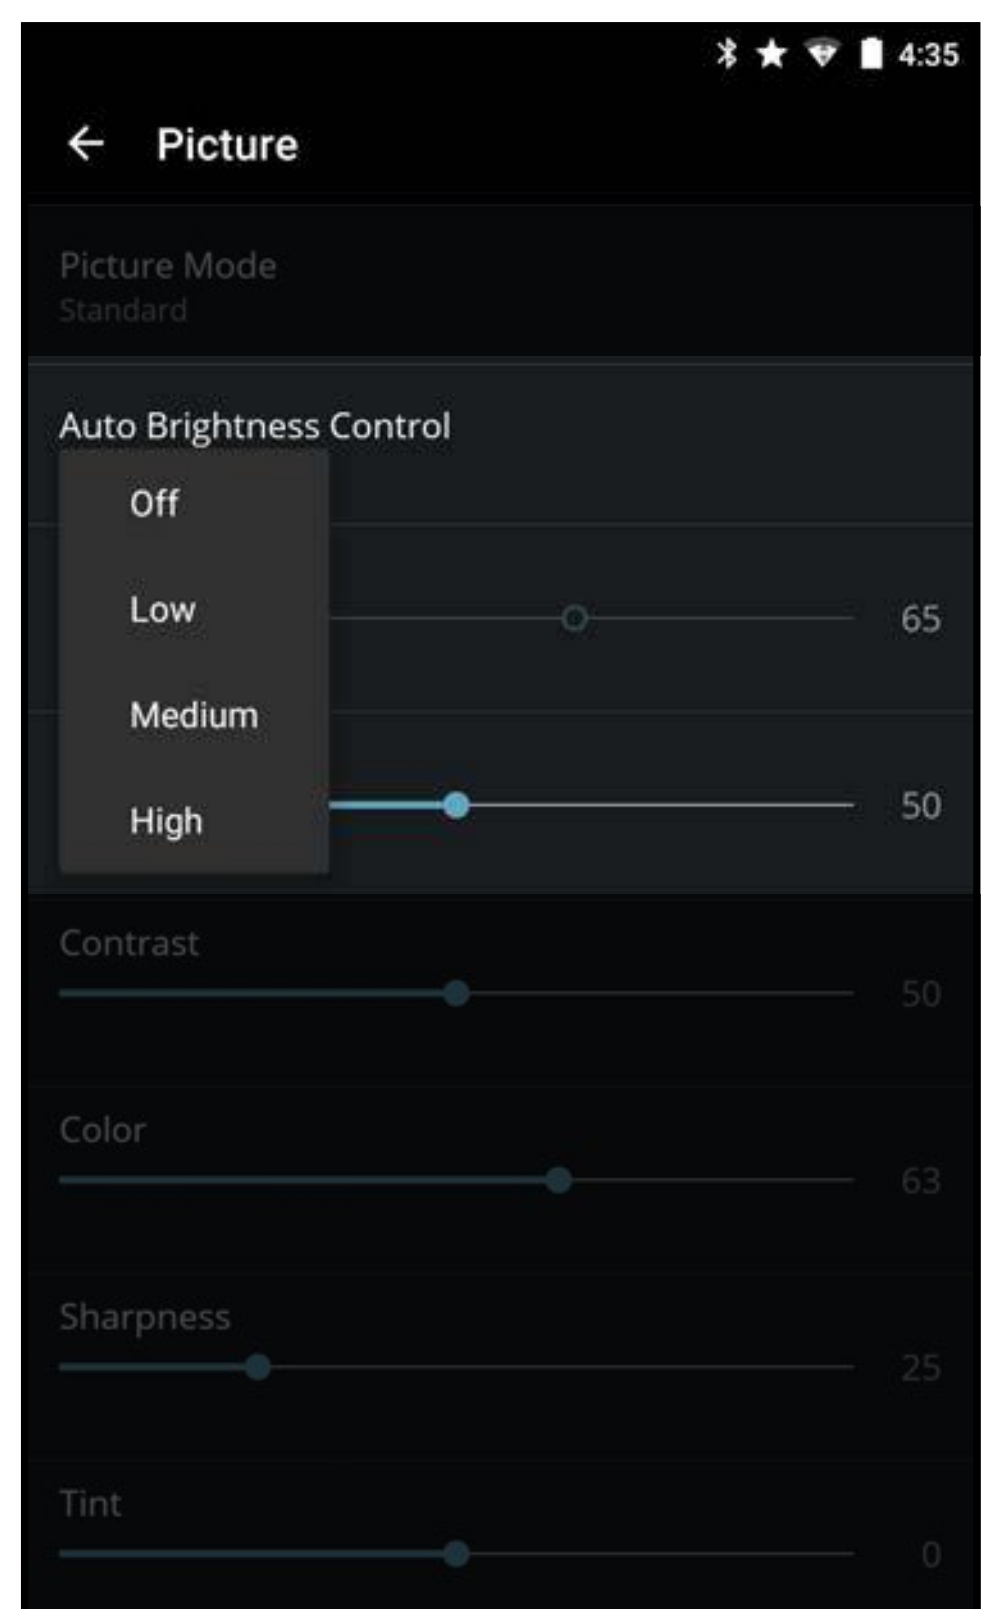 4:35
Picture
Picture Mode
Standard
Auto Brightness Control
Off
Low
65
Medium
High
50
Contrast
50
Color
63
Sharpness
25
Tint
0